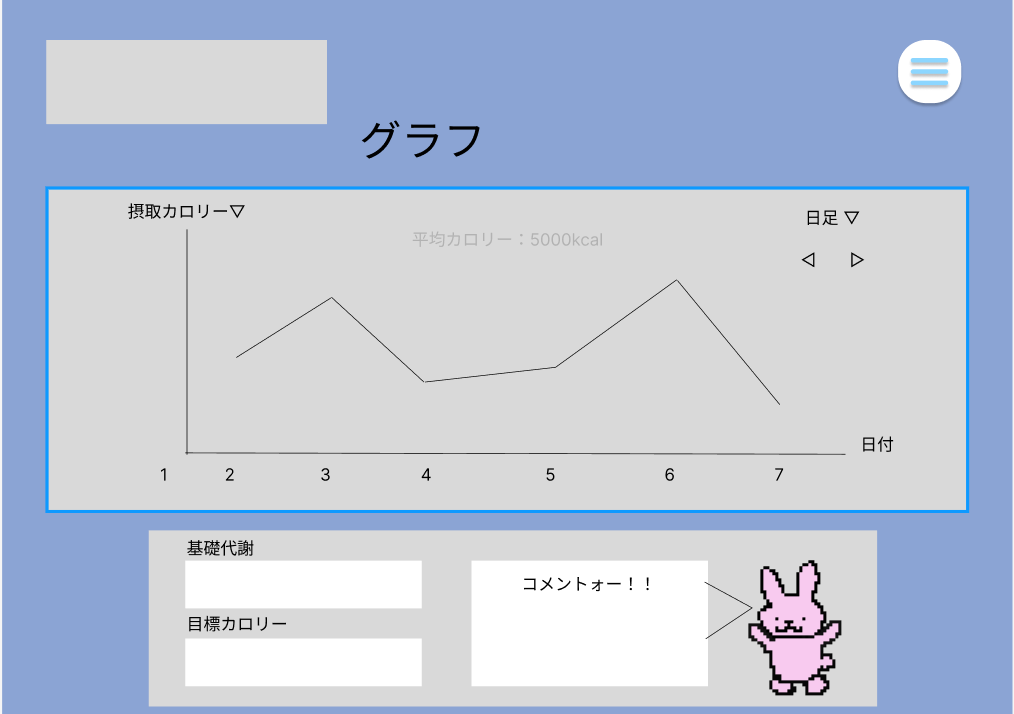 グラフ
摂取カロリー▽
日足 ▽
平均カロリー：5000kcal
◁ ▷
日付
1 2 3 4 5 6 7
基礎代謝
コメントォー！！
目標カロリー